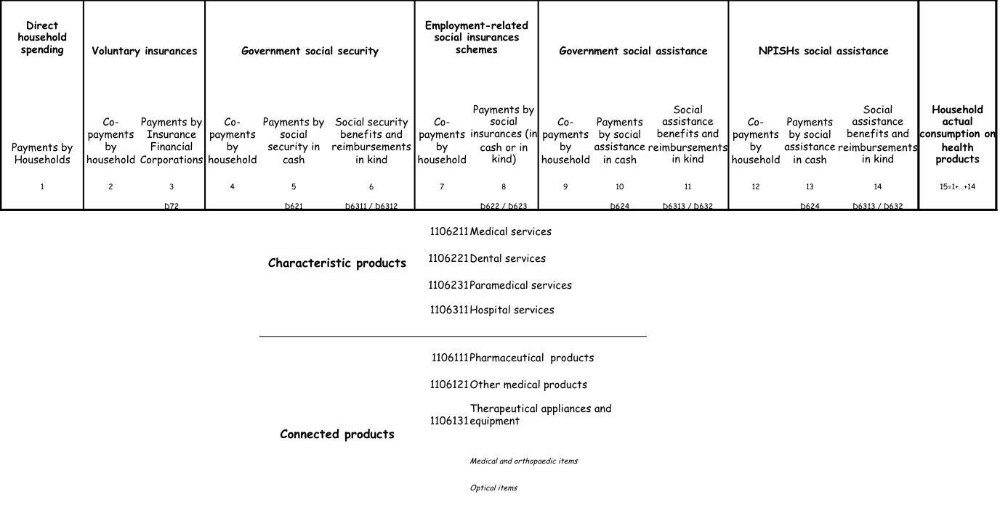 Direct
household
spending
Voluntary insurances
Government social security
Employment-related
social insurances
schemes
Government social assistance
NPISHs social assistance
Payments by
Households
Co-
payments
by
household
Payments by
Insurance
Financial
Corporations
Co-
payments
by
household
Payments by
social
security in
cash
Social security
benefits and
reimbursements
in kind
Co-
payments
by
household
Payments by
social
insurances (in
cash or in
kind)
Co-
payments
by
household
Payments
by social
assistance
in cash
Social
assistance
benefits and
reimbursements
in kind
Co-
payments
by
household
Payments
by social
assistance
in cash
Social
assistance
benefits and
reimbursements
in kind
Household
actual
consumption on
health
products
1 2 3 4 5 6 7 8 9 10 11 12 13 14 15=1+...+14
D72 D621 D6311 / D6312 D622 / D623 D624 D6313 / D632 D624 D6313 / D632
Characteristic products
1106211 Medical services
1106221 Dental services
1106231 Paramedical services
1106311 Hospital services
Connected products
1106111 Pharmaceutical products
1106121 Other medical products
Therapeutical appliances and
1106131 equipment
Medical and orthopaedic items
Optical items